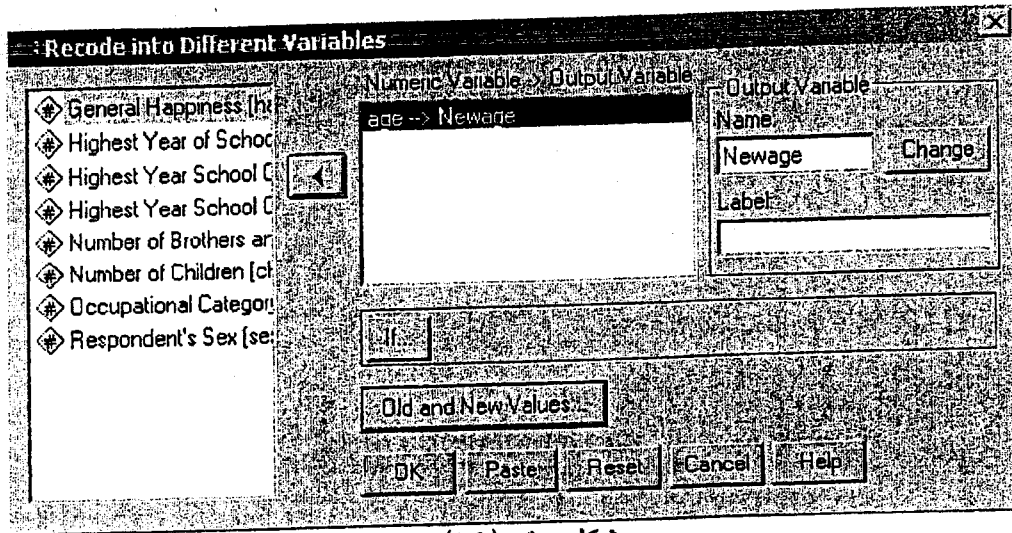 Recode into Different Variables
General Happiness [ha
Highest Year of School
Highest Year School C
Highest Year School C
Number of Brothers an
Number of Children [ch
Occupational Category
Respondent's Sex [sex
Numeric Variable -> Output Variable
age --> Newage
Output Variable
Name:
Newage
Change
Label:
If...
Old and New Values...
OK
Paste
Reset
Cancel
Help